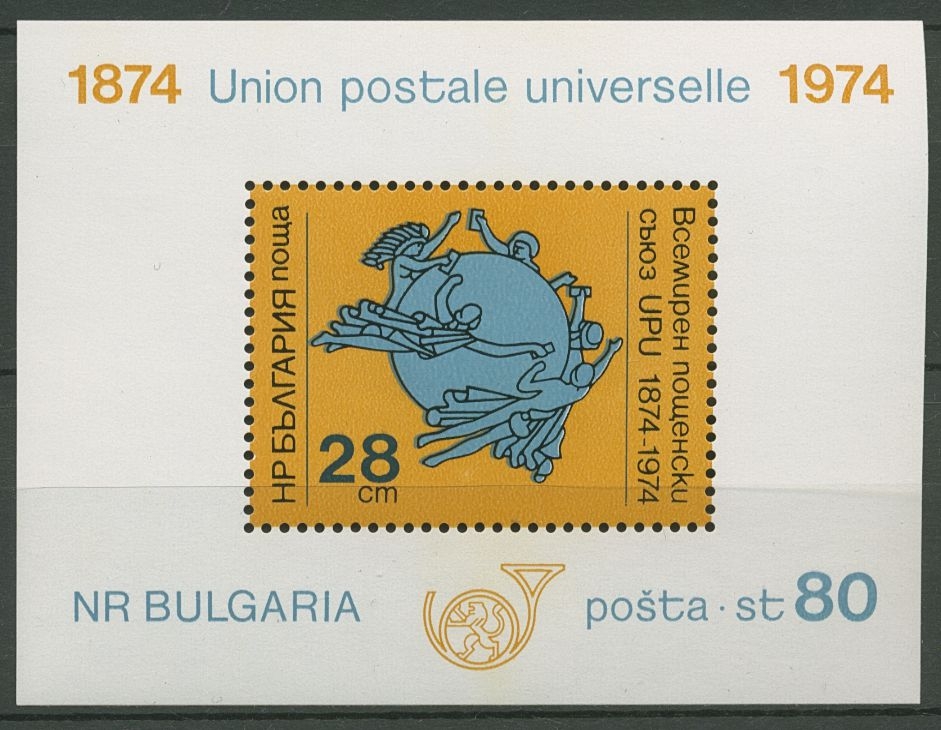 1874 Union postale universelle 1974
НР БЪЛГАРИЯ поща
28
ст
Всемирен пощенски
съюз UPU 1874-1974
NR BULGARIA
pošta · st 80